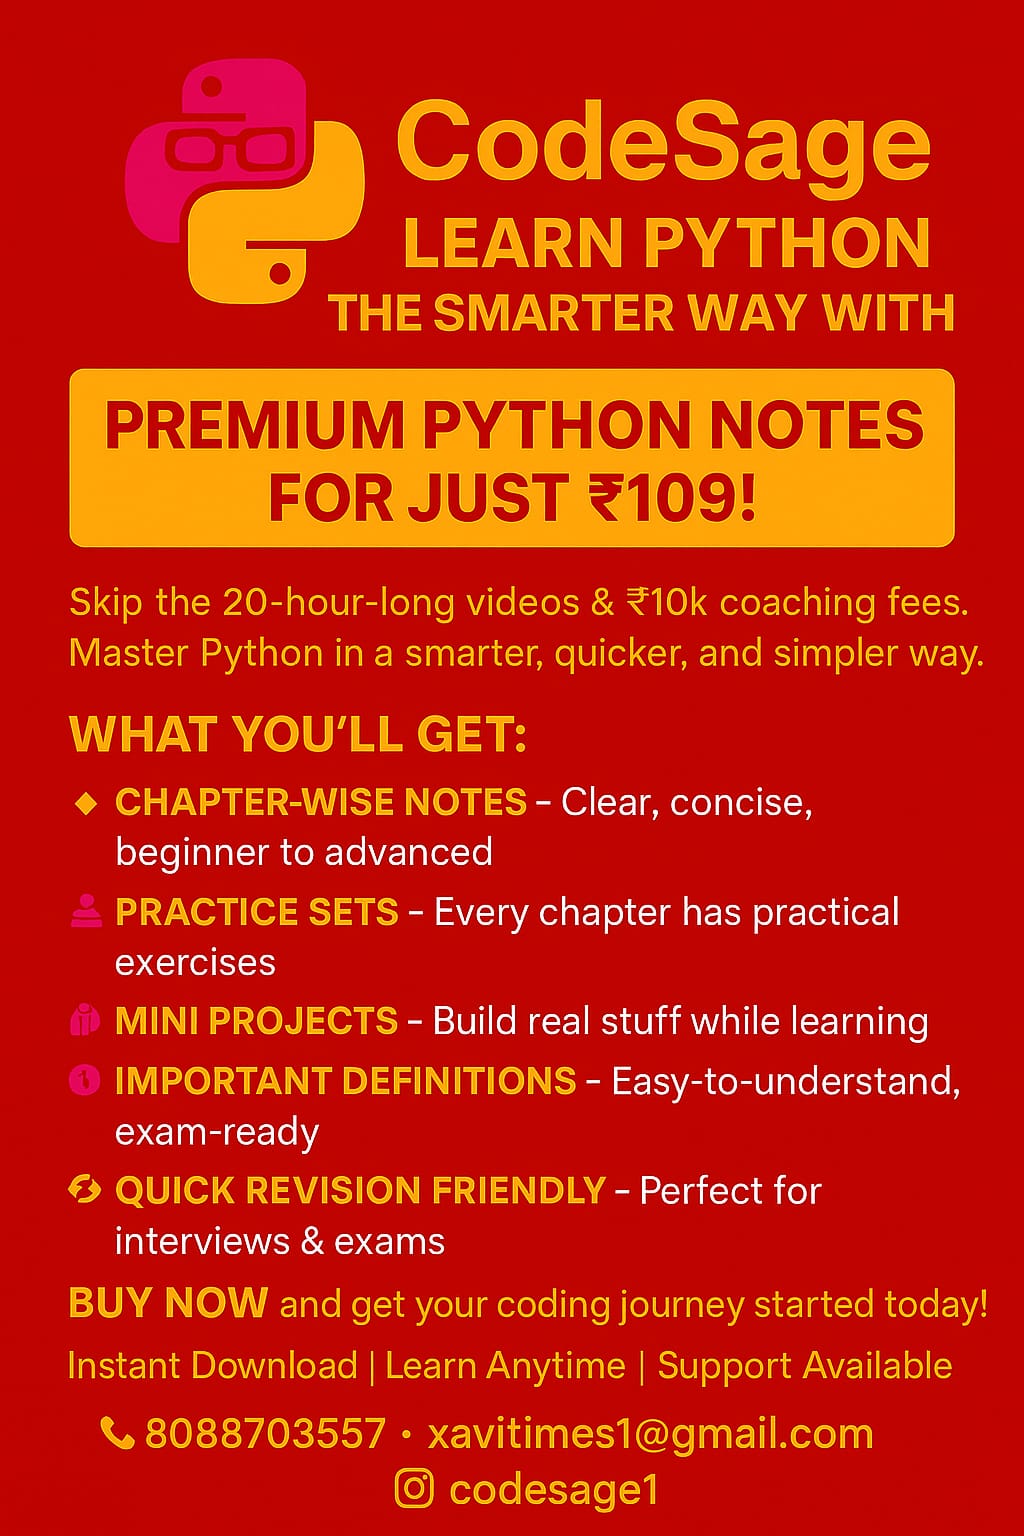 CodeSage
LEARN PYTHON
THE SMARTER WAY WITH
PREMIUM PYTHON NOTES
FOR JUST ₹109!
Skip the 20-hour-long videos & ₹10k coaching fees.
Master Python in a smarter, quicker, and simpler way.
WHAT YOU'LL GET:
CHAPTER-WISE NOTES – Clear, concise,
beginner to advanced
PRACTICE SETS – Every chapter has practical
exercises
MINI PROJECTS – Build real stuff while learning
IMPORTANT DEFINITIONS – Easy-to-understand,
exam-ready
QUICK REVISION FRIENDLY – Perfect for
interviews & exams
BUY NOW and get your coding journey started today!
Instant Download | Learn Anytime | Support Available
8088703557 • xavitimes1@gmail.com
codesage1